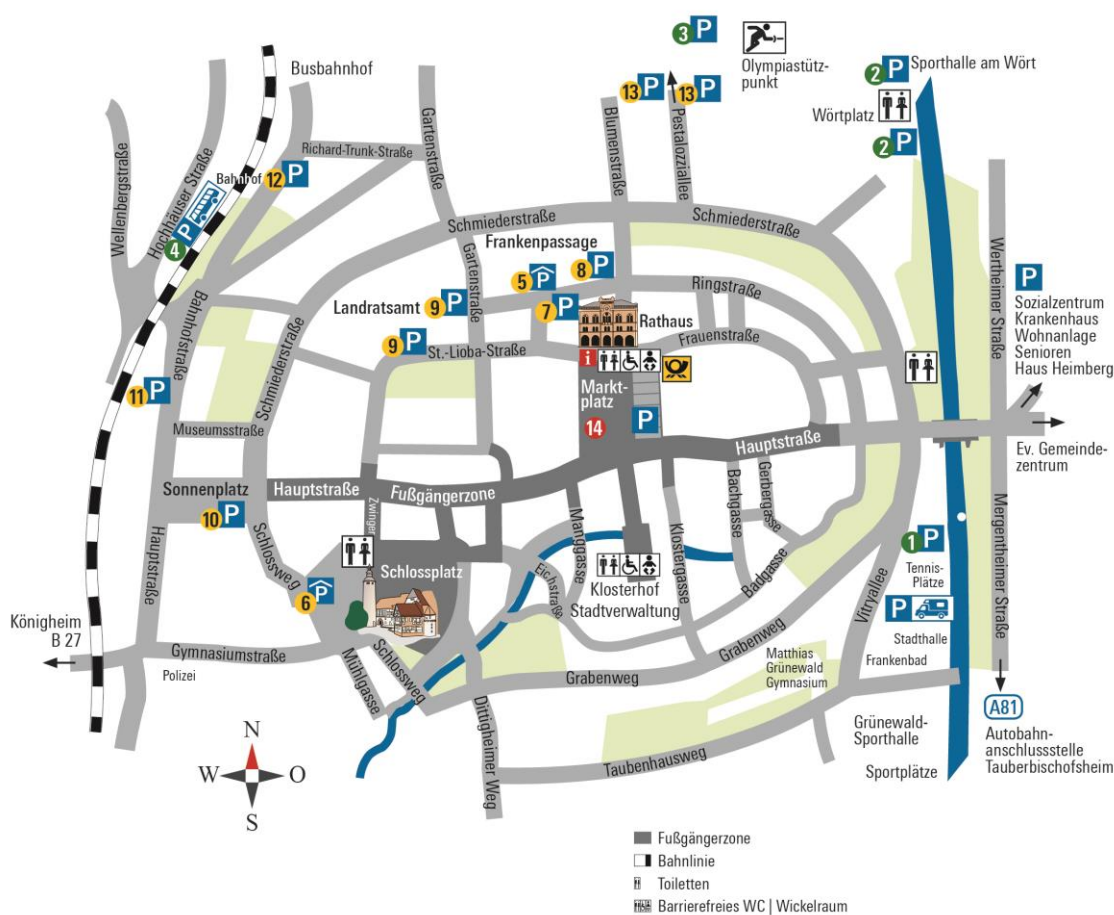 3 P
Olympiastütz-
punkt
Busbahnhof
2 P
Sporthalle am Wört
13 P
13 P
Wörtplatz
2 P
Gartenstraße
Blumenstraße
Pestalozziallee
Richard-Trunk-Straße
Bahnhof
12 P
Wellenbergstraße
Hochhäuser Straße
4 P
Schmiederstraße
Schmiederstraße
Frankenpassage
Gartenstraße
5 P
8 P
Ringstraße
Wertheimer Straße
P
Sozialzentrum
Krankenhaus
Wohnanlage
Senioren
Haus Heimberg
Landratsamt
9 P
7 P
Rathaus
Bahnhofstraße
Schmiederstraße
9 P
St.-Lioba-Straße
Frauenstraße
i
Markt-
platz
14
P
11 P
Museumsstraße
Hauptstraße
Ev. Gemeinde-
zentrum
Sonnenplatz
10 P
Hauptstraße
Fußgängerzone
Zwinger
Manggasse
Klostergasse
Bachgasse
Gerbergasse
Badgasse
Hauptstraße
Schlossweg
Schlossplatz
Eichstraße
Klosterhof
Stadtverwaltung
1 P
Tennis-
Plätze
P
Stadthalle
Vitryallee
Mergentheimer Straße
6 P
Königheim
B 27
Gymnasiumstraße
Polizei
Mühlgasse
Schlossweg
Grabenweg
Grabenweg
Matthias
Grünewald
Gymnasium
Frankenbad
Dittigheimer Weg
Taubenhausweg
Grünewald-
Sporthalle
Sportplätze
A81
Autobahn-
anschlussstelle
Tauberbischofsheim
N
W
O
S
Fußgängerzone
Bahnlinie
Toiletten
Barrierefreies WC | Wickelraum